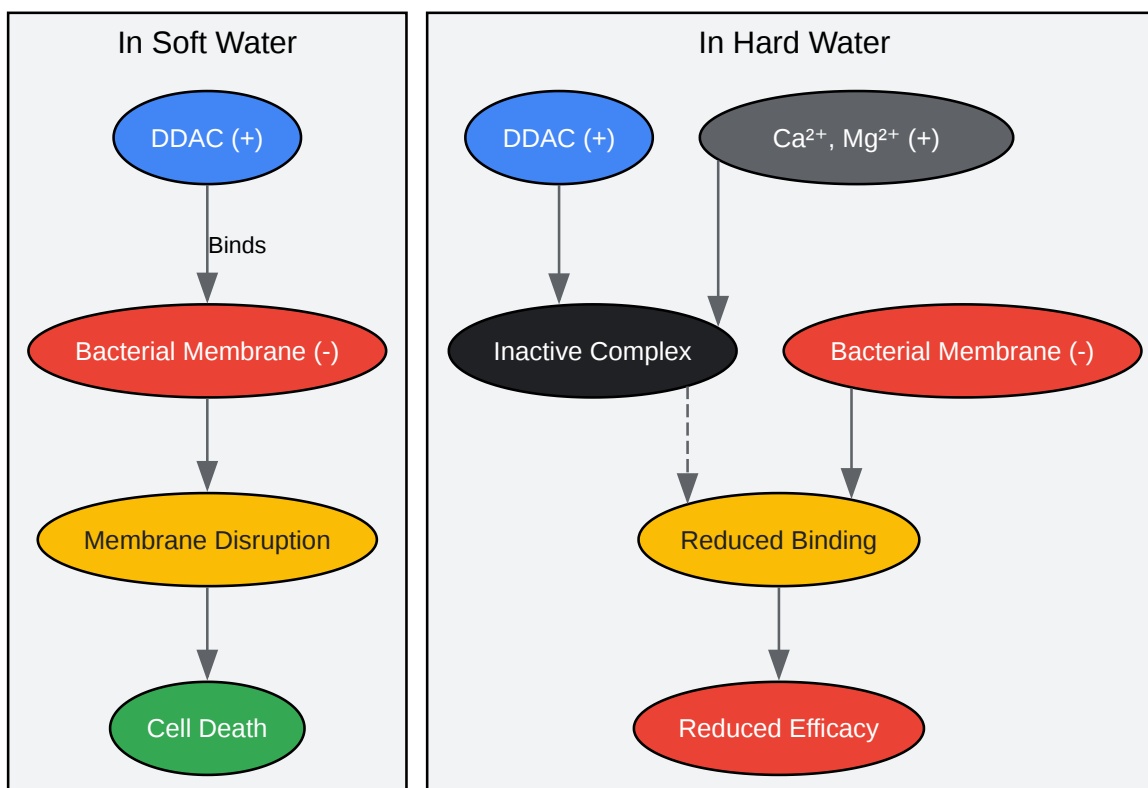 In Soft Water
DDAC (+)
Binds
Bacterial Membrane (-)
Membrane Disruption
Cell Death
In Hard Water
DDAC (+)
Ca²⁺, Mg²⁺ (+)
Inactive Complex
Bacterial Membrane (-)
Reduced Binding
Reduced Efficacy